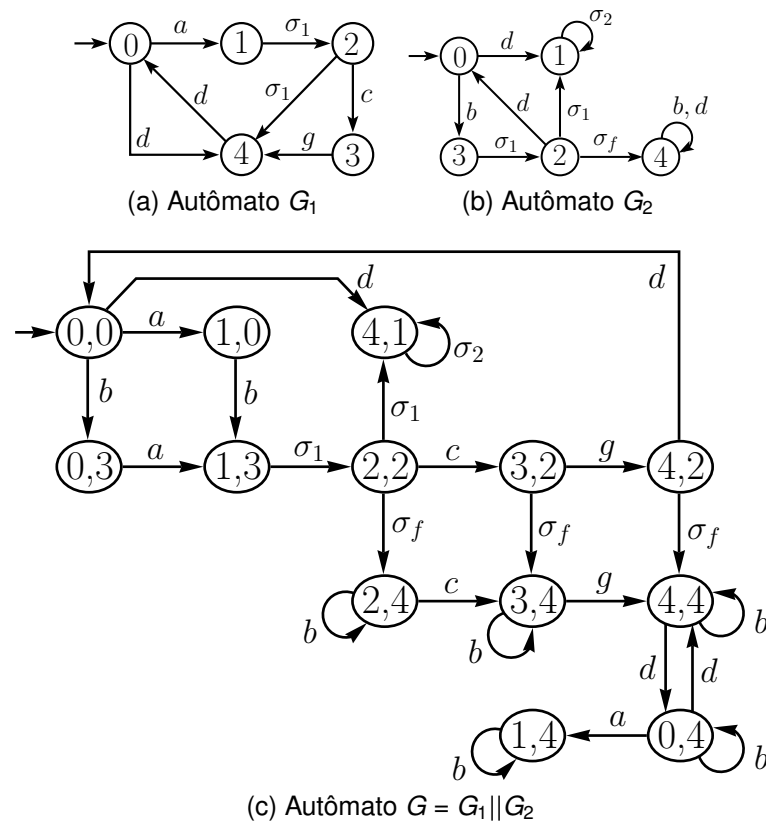 0 a 1 σ1 2
d d σ1 c
4 g 3
(a) Autômato G1
0 d 1 σ2
b d σ1
3 σ1 2 σf 4 b, d
(b) Autômato G2
d d
0,0 a 1,0 4,1 σ2
b b σ1
0,3 a 1,3 σ1 2,2 c 3,2 g 4,2
σf σf σf
2,4 c 3,4 g 4,4
b b b
d d
1,4 a 0,4
b b
(c) Autômato G = G1||G2